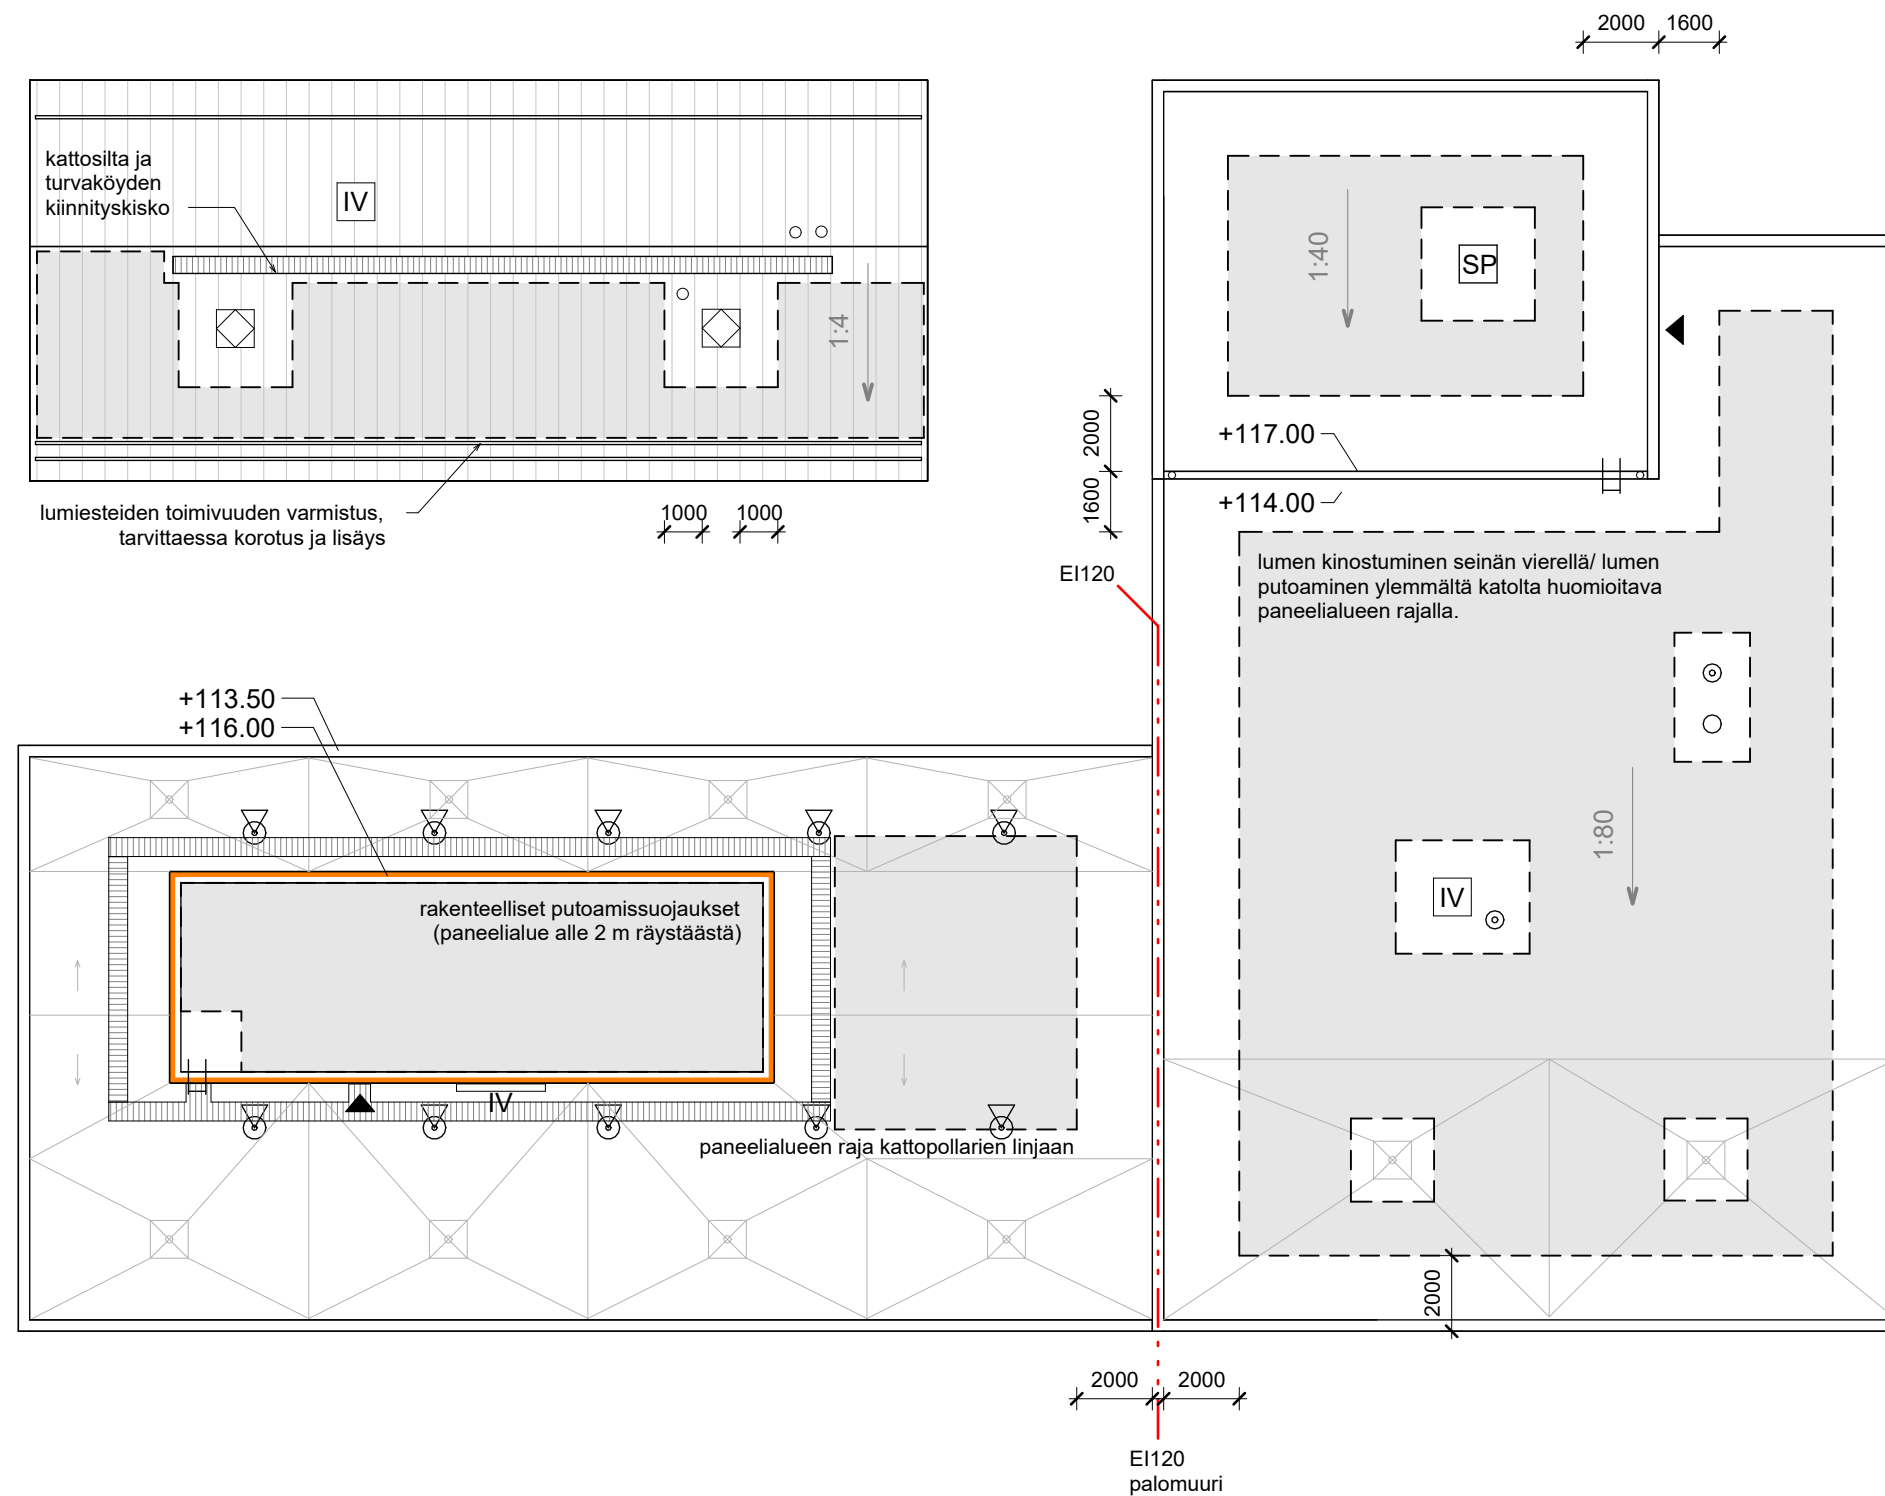 2000 1600
kattosilta ja
turvaköyden
kiinnityskisko
IV
1:4
lumiesteiden toimivuuden varmistus,
tarvittaessa korotus ja lisäys
1000 1000
1:40
SP
2000
1600
+117.00
+114.00
EI120
lumen kinostuminen seinän vierellä/ lumen
putoaminen ylemmältä katolta huomioitava
paneelialueen rajalla.
+113.50
+116.00
rakenteelliset putoamissuojaukset
(paneelialue alle 2 m räystäästä)
IV
paneelialueen raja kattopollarien linjaan
1:80
IV
2000
2000 2000
EI120
palomuuri